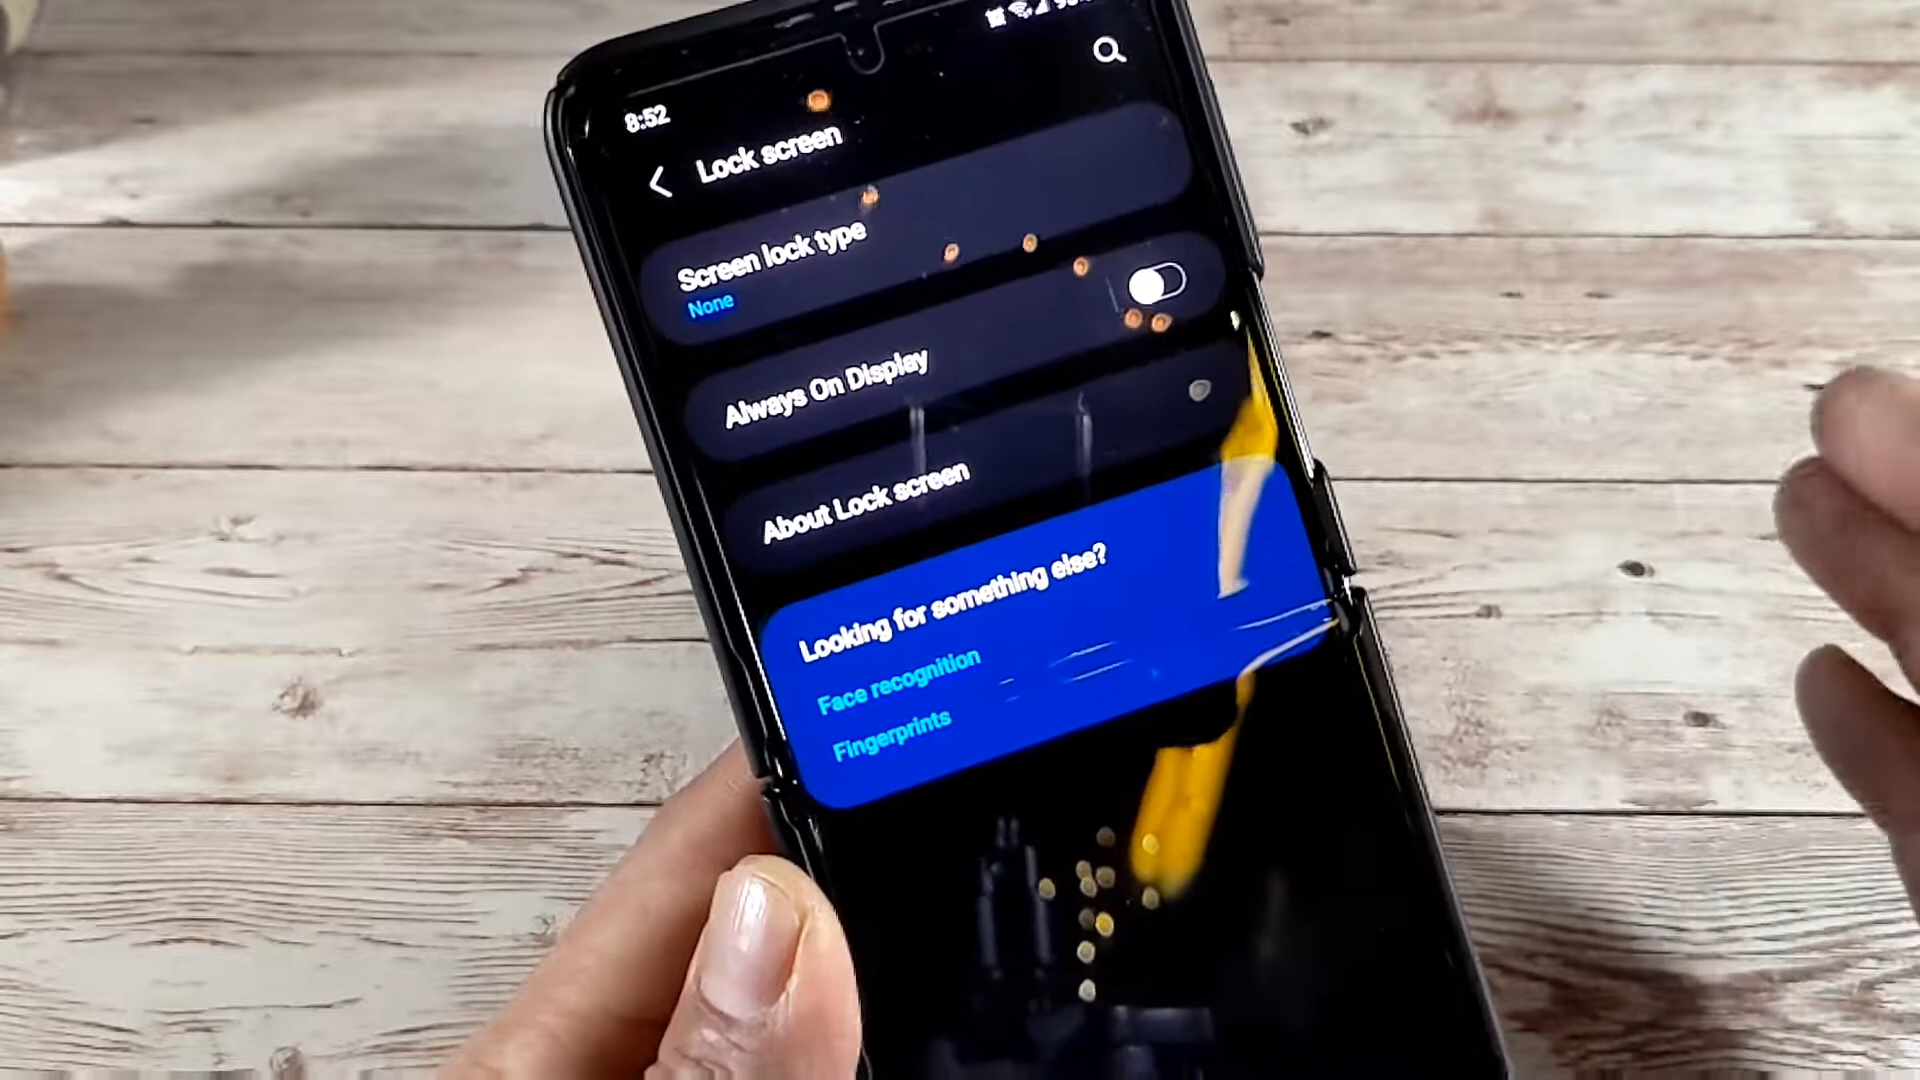 8:52
Lock screen
Screen lock type
None
Always On Display
About Lock screen
Looking for something else?
Face recognition
Fingerprints